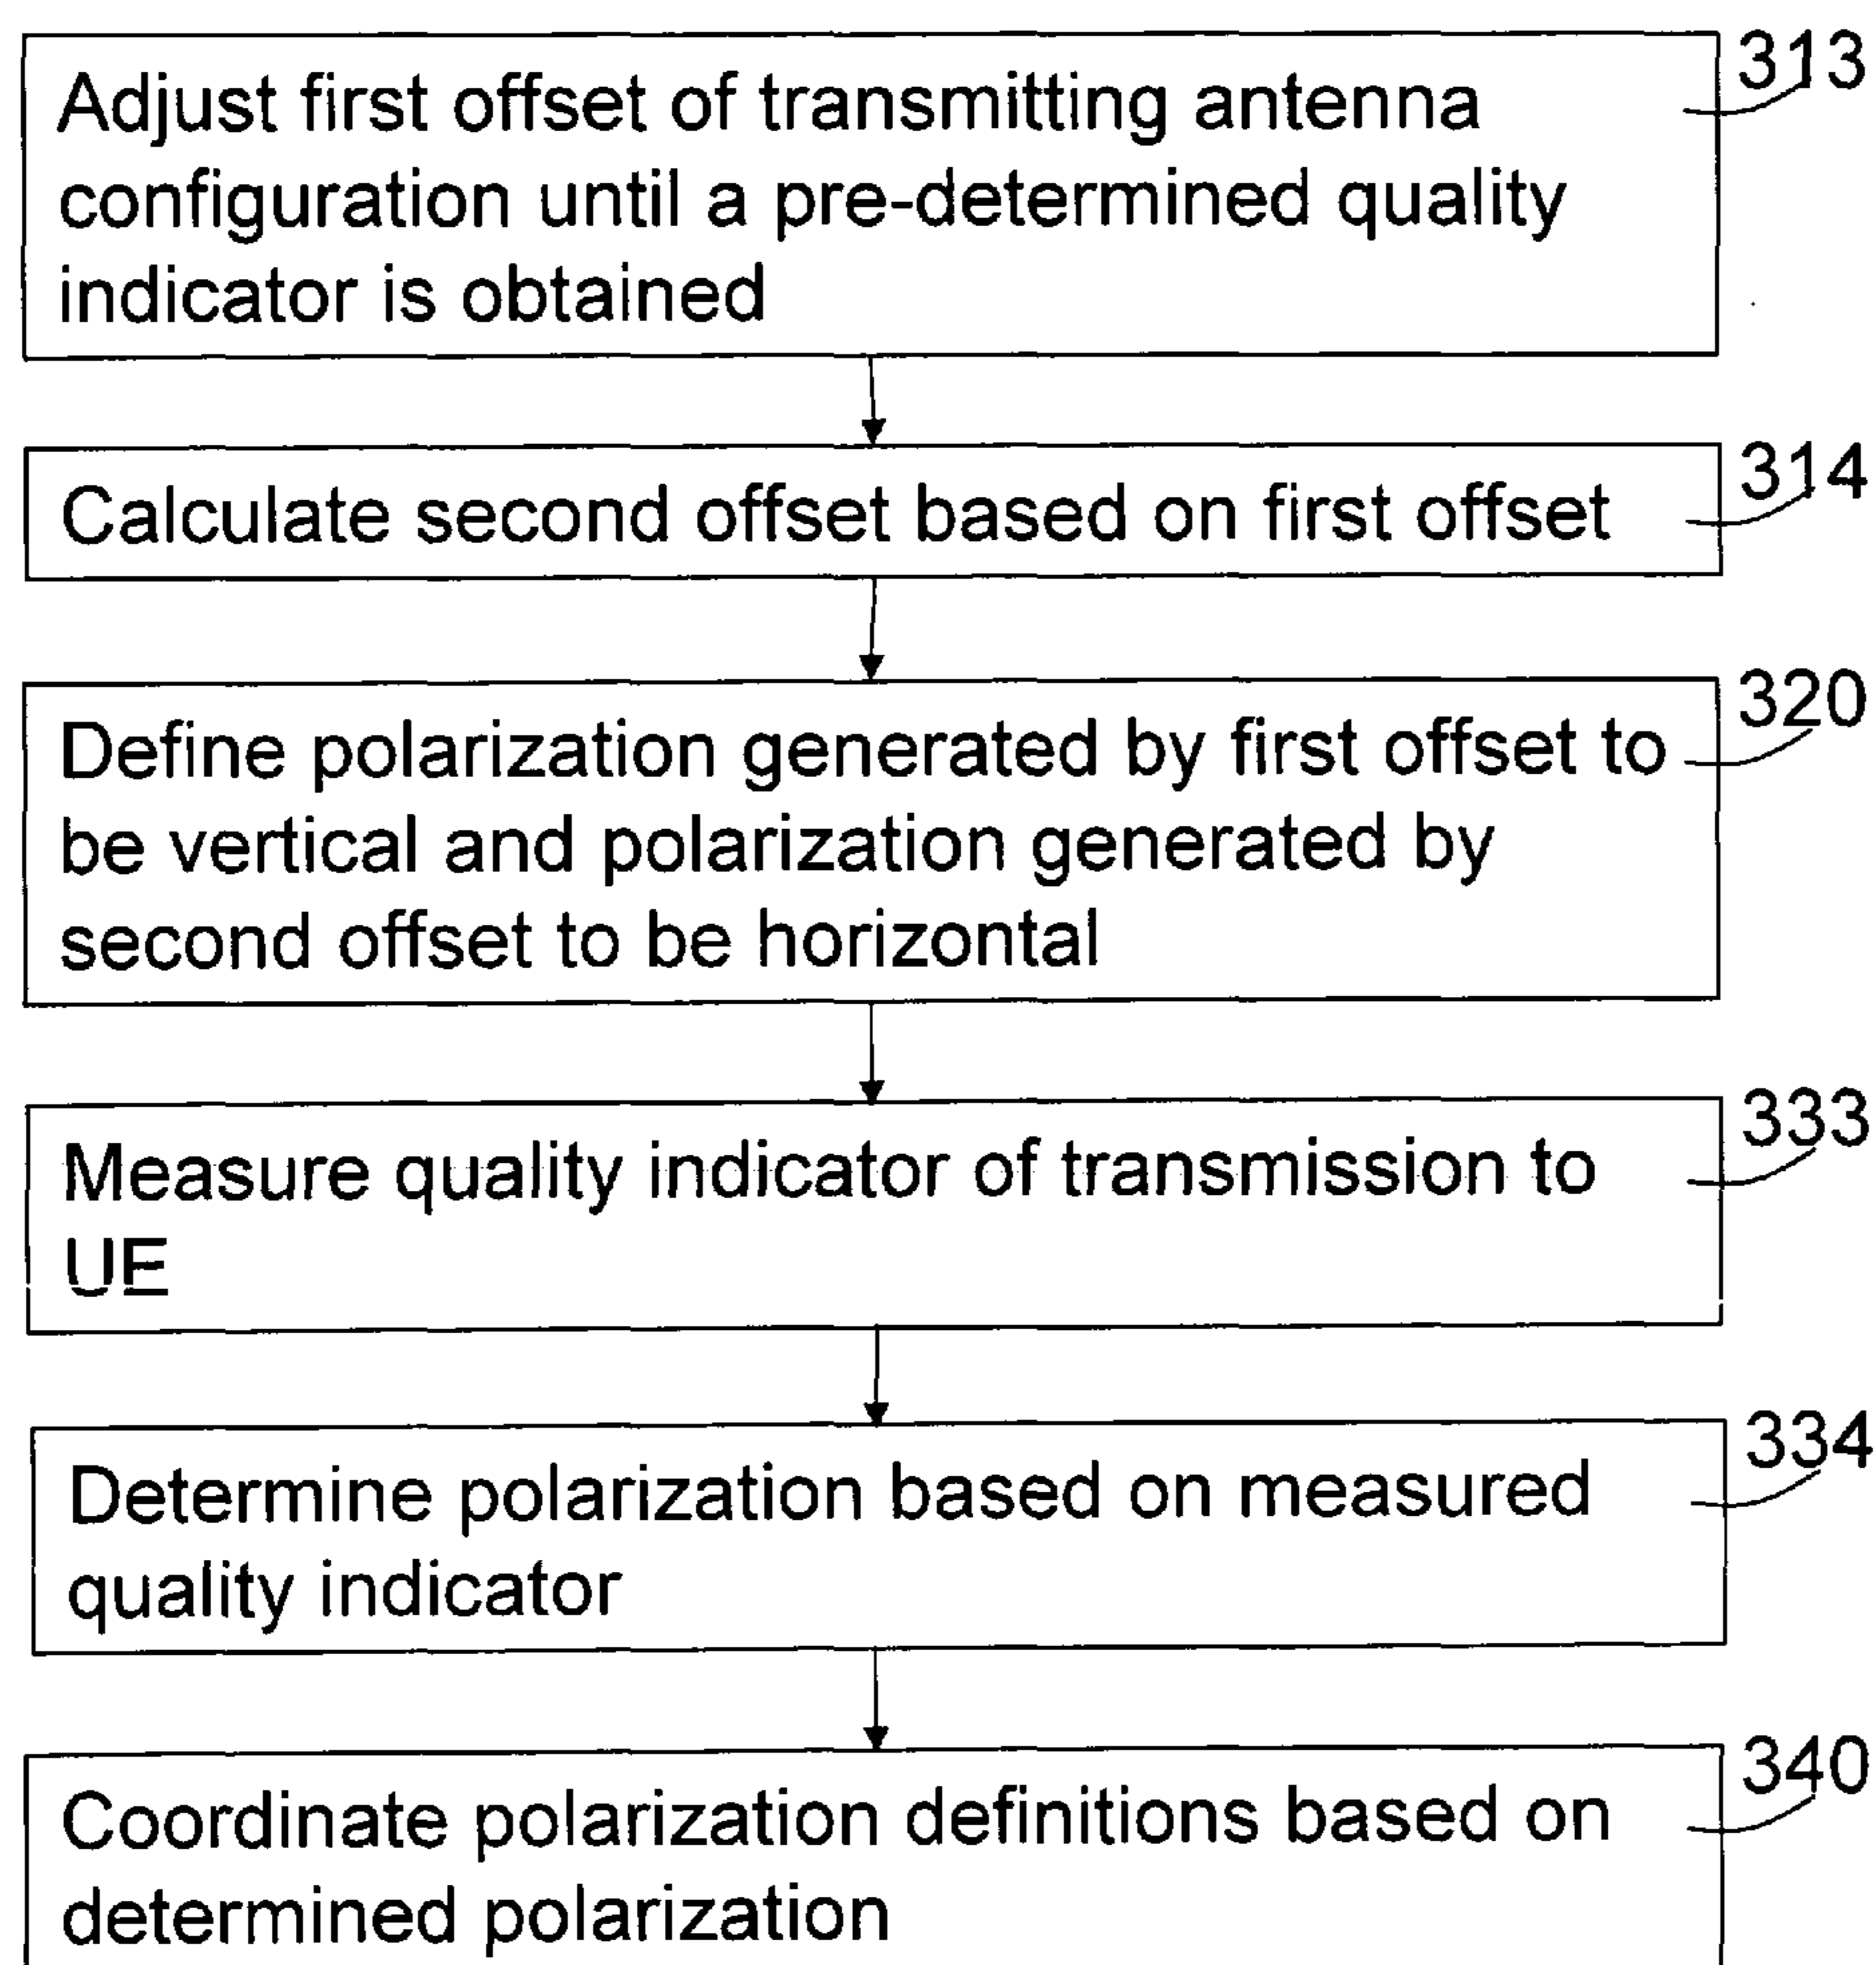 313
Adjust first offset of transmitting antenna
configuration until a pre-determined quality
indicator is obtained
314
Calculate second offset based on first offset
320
Define polarization generated by first offset to
be vertical and polarization generated by
second offset to be horizontal
333
Measure quality indicator of transmission to
UE
334
Determine polarization based on measured
quality indicator
340
Coordinate polarization definitions based on
determined polarization